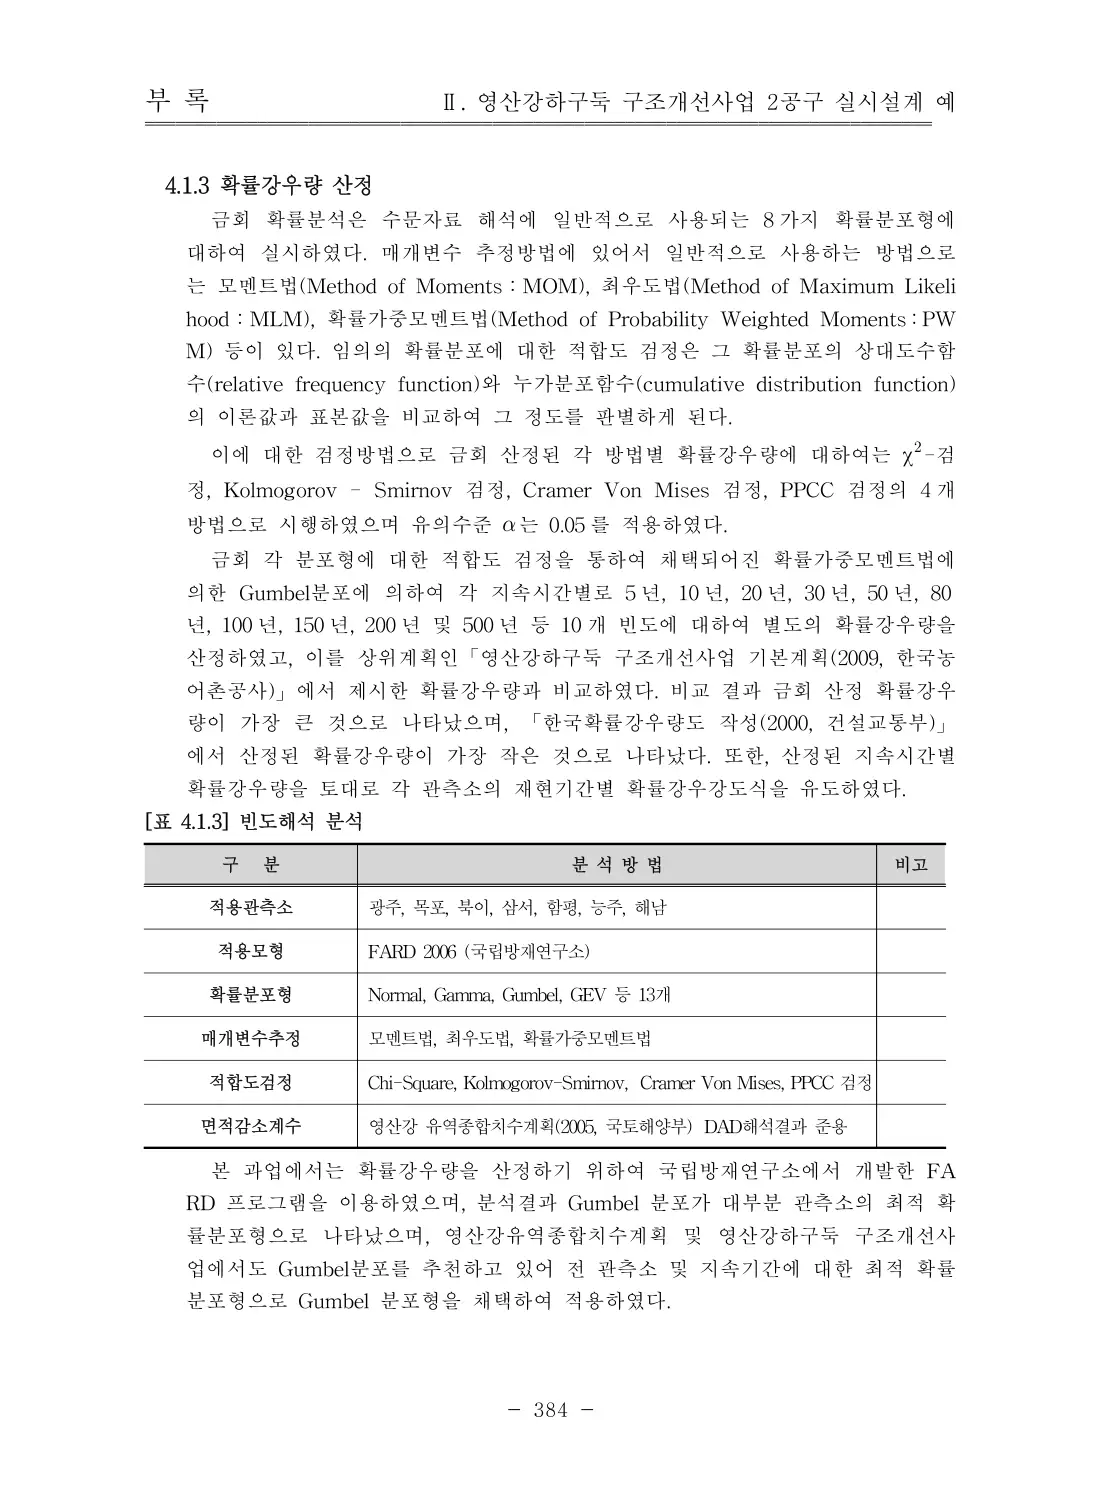 부 록
Ⅱ. 영산강하구둑 구조개선사업 2공구 실시설계 예
4.1.3 확률강우량 산정
금회 확률분석은 수문자료 해석에 일반적으로 사용되는 8가지 확률분포형에
대하여 실시하였다. 매개변수 추정방법에 있어서 일반적으로 사용하는 방법으로
는 모멘트법(Method of Moments : MOM), 최우도법(Method of Maximum Likeli
hood : MLM), 확률가중모멘트법(Method of Probability Weighted Moments : PW
M) 등이 있다. 임의의 확률분포에 대한 적합도 검정은 그 확률분포의 상대도수함
수(relative frequency function)와 누가분포함수(cumulative distribution function)
의 이론값과 표본값을 비교하여 그 정도를 판별하게 된다.
이에 대한 검정방법으로 금회 산정된 각 방법별 확률강우량에 대하여는 χ²-검
정, Kolmogorov - Smirnov 검정, Cramer Von Mises 검정, PPCC 검정의 4개
방법으로 시행하였으며 유의수준 α는 0.05를 적용하였다.
금회 각 분포형에 대한 적합도 검정을 통하여 채택되어진 확률가중모멘트법에
의한 Gumbel분포에 의하여 각 지속시간별로 5년, 10년, 20년, 30년, 50년, 80
년, 100년, 150년, 200년 및 500년 등 10개 빈도에 대하여 별도의 확률강우량을
산정하였고, 이를 상위계획인「영산강하구둑 구조개선사업 기본계획(2009, 한국농
어촌공사)」에서 제시한 확률강우량과 비교하였다. 비교 결과 금회 산정 확률강우
량이 가장 큰 것으로 나타났으며, 「한국확률강우량도 작성(2000, 건설교통부)」
에서 산정된 확률강우량이 가장 작은 것으로 나타났다. 또한, 산정된 지속시간별
확률강우량을 토대로 각 관측소의 재현기간별 확률강우강도식을 유도하였다.
[표 4.1.3] 빈도해석 분석
구 분 분 석 방 법 비고
적용관측소 광주, 목포, 북이, 삼서, 함평, 능주, 해남
적용모형 FARD 2006 (국립방재연구소)
확률분포형 Normal, Gamma, Gumbel, GEV 등 13개
매개변수추정 모멘트법, 최우도법, 확률가중모멘트법
적합도검정 Chi-Square, Kolmogorov-Smirnov, Cramer Von Mises, PPCC 검정
면적감소계수 영산강 유역종합치수계획(2005, 국토해양부) DAD해석결과 준용
본 과업에서는 확률강우량을 산정하기 위하여 국립방재연구소에서 개발한 FA
RD 프로그램을 이용하였으며, 분석결과 Gumbel 분포가 대부분 관측소의 최적 확
률분포형으로 나타났으며, 영산강유역종합치수계획 및 영산강하구둑 구조개선사
업에서도 Gumbel분포를 추천하고 있어 전 관측소 및 지속기간에 대한 최적 확률
분포형으로 Gumbel 분포형을 채택하여 적용하였다.
- 384 -